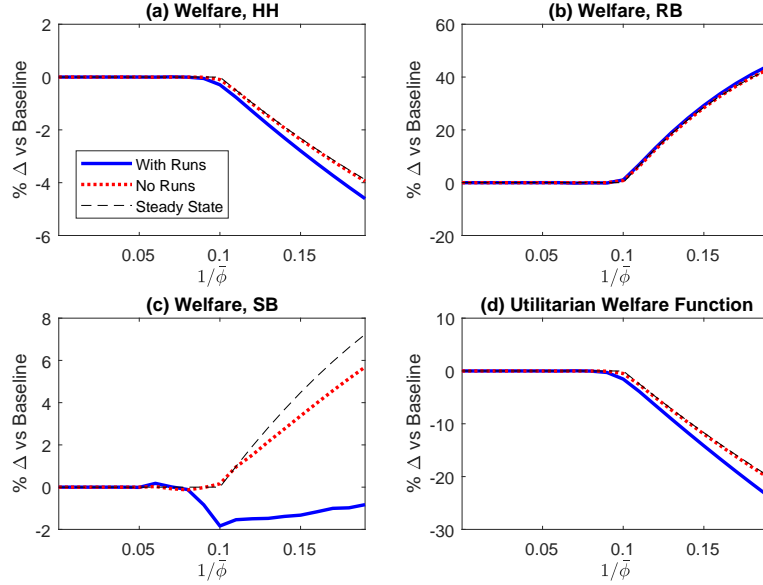 (a) Welfare, HH
2
0
-2
-4
-6
0.05
0.1
0.15
% Δ vs Baseline
1/ϕ̄
With Runs
No Runs
Steady State
(b) Welfare, RB
60
40
20
0
-20
0.05
0.1
0.15
% Δ vs Baseline
1/ϕ̄
(c) Welfare, SB
8
6
4
2
0
-2
0.05
0.1
0.15
% Δ vs Baseline
1/ϕ̄
(d) Utilitarian Welfare Function
10
0
-10
-20
-30
0.05
0.1
0.15
% Δ vs Baseline
1/ϕ̄